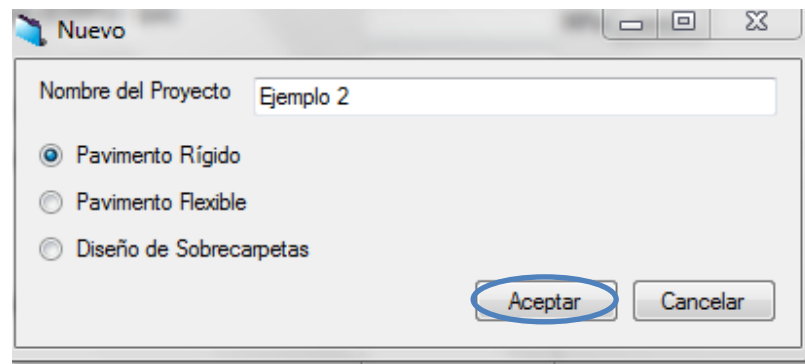 Nuevo
Nombre del Proyecto Ejemplo 2
Pavimento Rígido
Pavimento Flexible
Diseño de Sobrecarpetas
Aceptar Cancelar